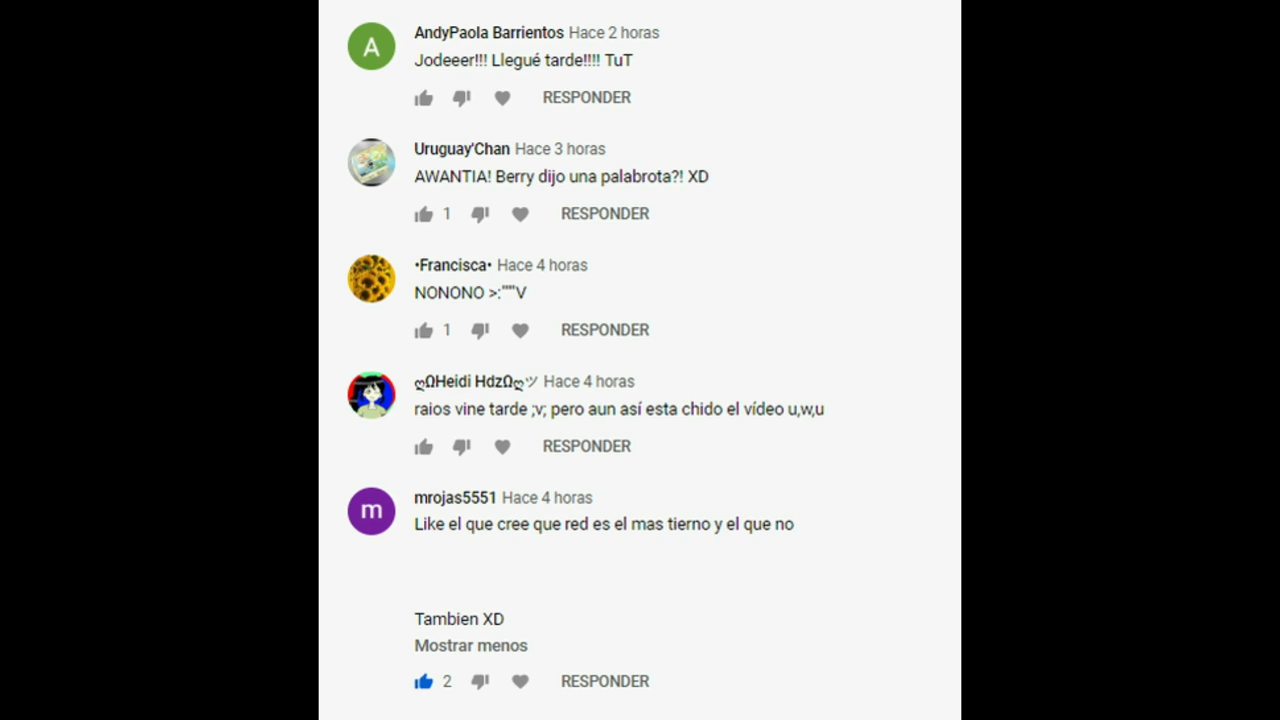 A
AndyPaola Barrientos Hace 2 horas
Jodeeer!!! Llegué tarde!!!! TuT
RESPONDER
Uruguay'Chan Hace 3 horas
AWANTIA! Berry dijo una palabrota?! XD
1 RESPONDER
•Francisca• Hace 4 horas
NONONO >:"""V
1 RESPONDER
ღΩHeidi HdzΩღツ Hace 4 horas
raios vine tarde ;v; pero aun así esta chido el vídeo u,w,u
RESPONDER
m
mrojas5551 Hace 4 horas
Like el que cree que red es el mas tierno y el que no
Tambien XD
Mostrar menos
2 RESPONDER